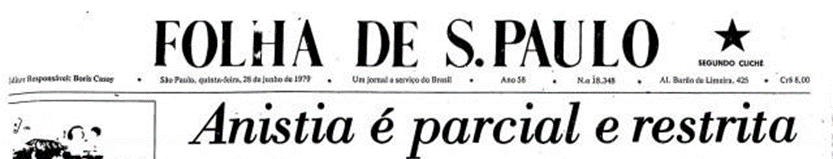 FOLHA DE S.PAULO
SEGUNDO CLICHÊ
Editor Responsável: Boris Casoy • São Paulo, quinta-feira, 28 de junho de 1979 • Um jornal a serviço do Brasil • Ano 58 • N.o 18.348 • Al. Barão de Limeira, 425 • Cr$ 8,00
Anistia é parcial e restrita